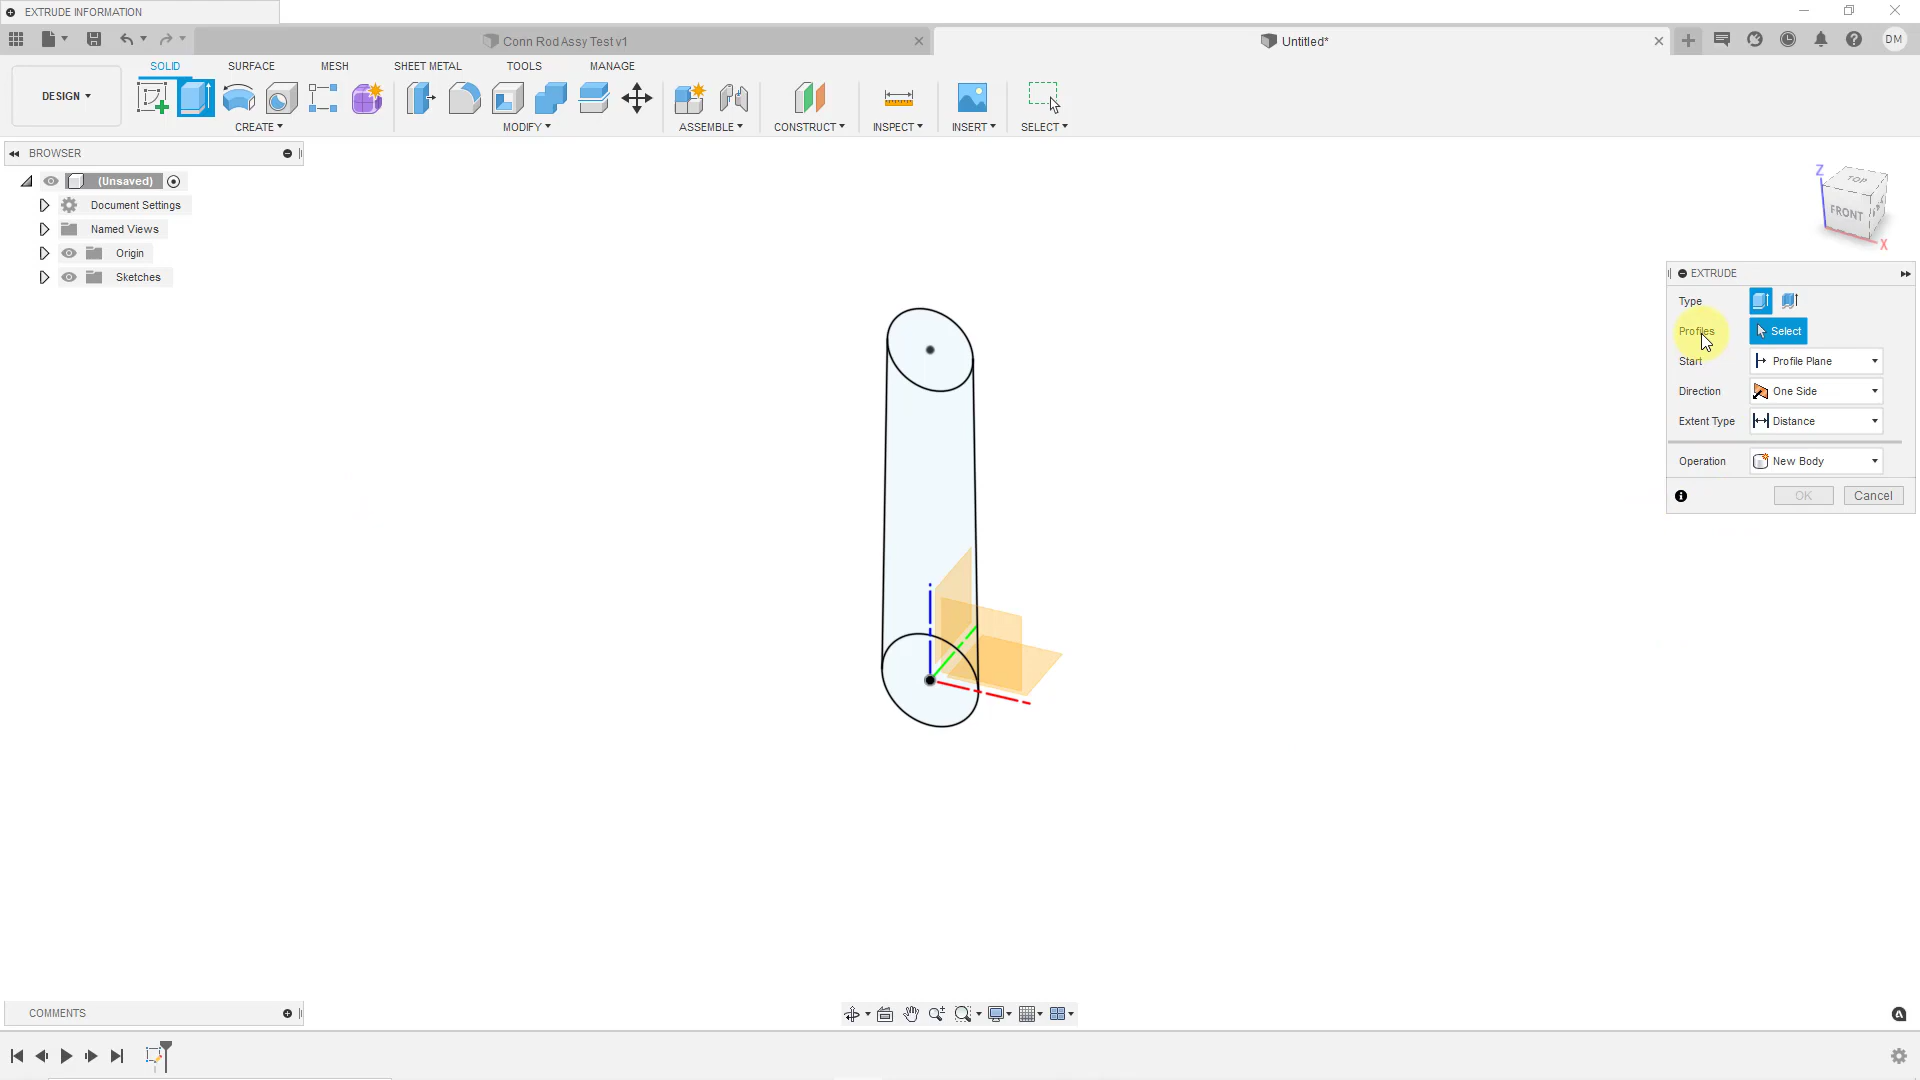 EXTRUDE INFORMATION
Conn Rod Assy Test v1
Untitled*
DM
DESIGN
SOLID SURFACE MESH SHEET METAL TOOLS MANAGE
CREATE MODIFY ASSEMBLE CONSTRUCT INSPECT INSERT SELECT
BROWSER
(Unsaved)
Document Settings
Named Views
Origin
Sketches
Z
TOP
FRONT
X
EXTRUDE
Type
Profiles Select
Start Profile Plane
Direction One Side
Extent Type Distance
Operation New Body
OK Cancel
COMMENTS